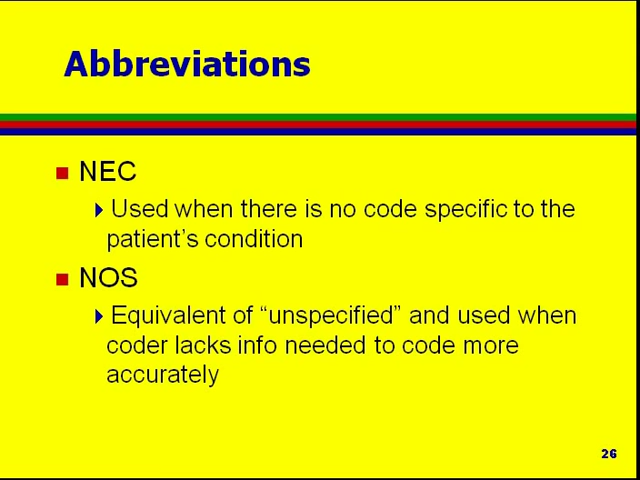 Abbreviations
NEC
Used when there is no code specific to the
patient's condition
NOS
Equivalent of “unspecified” and used when
coder lacks info needed to code more
accurately
26